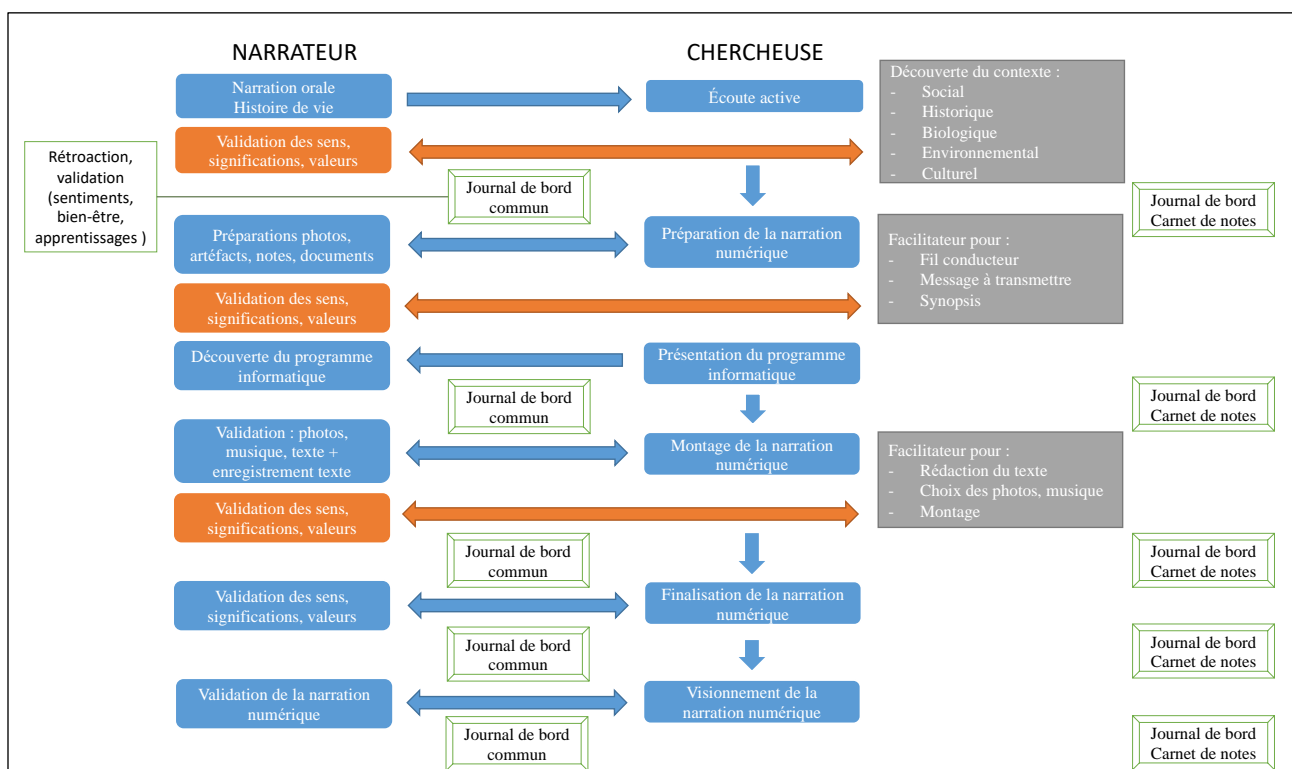 NARRATEUR
CHERCHEUSE
Narration orale
Histoire de vie
Écoute active
Découverte du contexte :
- Social
- Historique
- Biologique
- Environnemental
- Culturel
Validation des sens,
significations, valeurs
Rétroaction,
validation
(sentiments,
bien-être,
apprentissages )
Journal de bord
commun
Journal de bord
Carnet de notes
Préparations photos,
artéfacts, notes, documents
Préparation de la narration
numérique
Facilitateur pour :
- Fil conducteur
- Message à transmettre
- Synopsis
Validation des sens,
significations, valeurs
Découverte du programme
informatique
Présentation du programme
informatique
Journal de bord
commun
Journal de bord
Carnet de notes
Validation : photos,
musique, texte +
enregistrement texte
Montage de la narration
numérique
Facilitateur pour :
- Rédaction du texte
- Choix des photos, musique
- Montage
Validation des sens,
significations, valeurs
Journal de bord
commun
Journal de bord
Carnet de notes
Validation des sens,
significations, valeurs
Finalisation de la narration
numérique
Journal de bord
commun
Journal de bord
Carnet de notes
Validation de la narration
numérique
Visionnement de la
narration numérique
Journal de bord
commun
Journal de bord
Carnet de notes